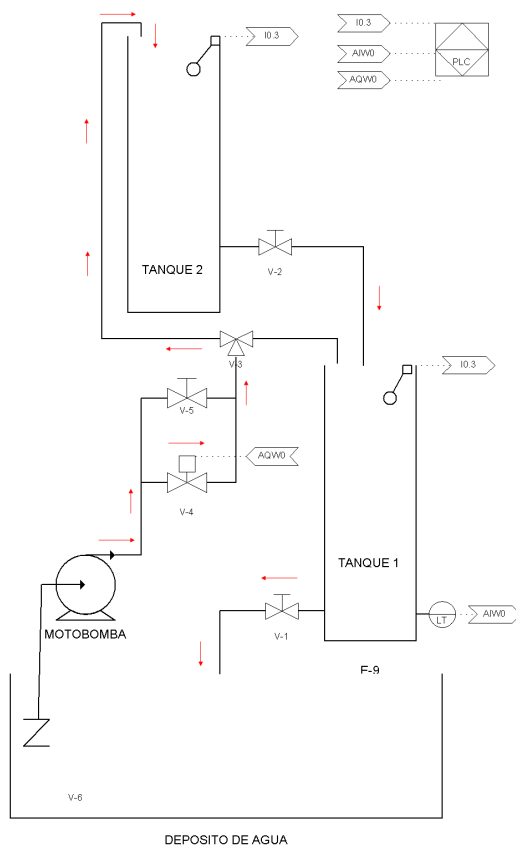 I0.3
I0.3
AIW0
AQW0
PLC
TANQUE 2
V-2
V-3
I0.3
V-5
AQW0
V-4
TANQUE 1
MOTOBOMBA
V-1
LT
AIW0
E-9
V-6
DEPOSITO DE AGUA